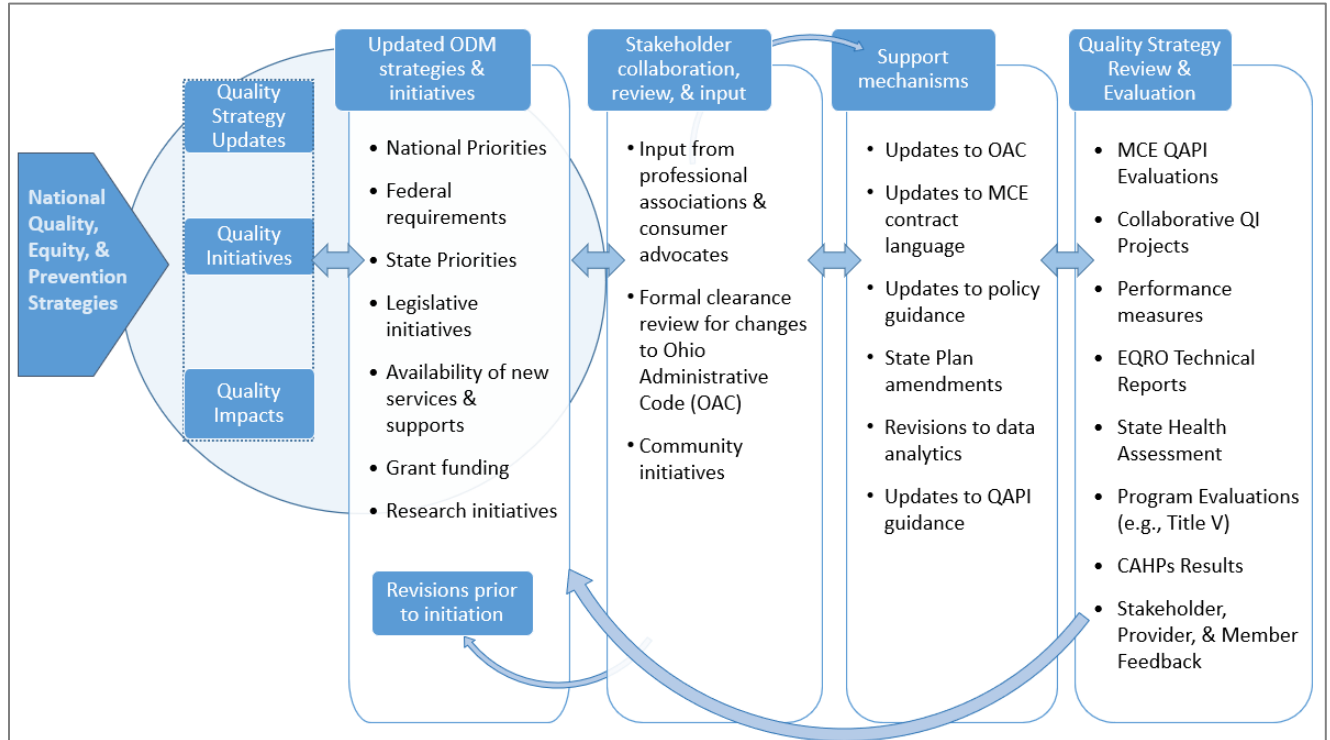 National
Quality,
Equity, &
Prevention
Strategies
Quality
Strategy
Updates
Quality
Initiatives
Quality
Impacts
Updated ODM
strategies &
initiatives
• National Priorities
• Federal
requirements
• State Priorities
• Legislative
initiatives
• Availability of new
services &
supports
• Grant funding
• Research initiatives
Revisions prior
to initiation
Stakeholder
collaboration,
review, & input
• Input from
professional
associations &
consumer
advocates
• Formal clearance
review for changes
to Ohio
Administrative
Code (OAC)
• Community
initiatives
Support
mechanisms
• Updates to OAC
• Updates to MCE
contract
language
• Updates to policy
guidance
• State Plan
amendments
• Revisions to data
analytics
• Updates to QAPI
guidance
Quality Strategy
Review &
Evaluation
• MCE QAPI
Evaluations
• Collaborative QI
Projects
• Performance
measures
• EQRO Technical
Reports
• State Health
Assessment
• Program Evaluations
(e.g., Title V)
• CAHPs Results
• Stakeholder,
Provider, & Member
Feedback